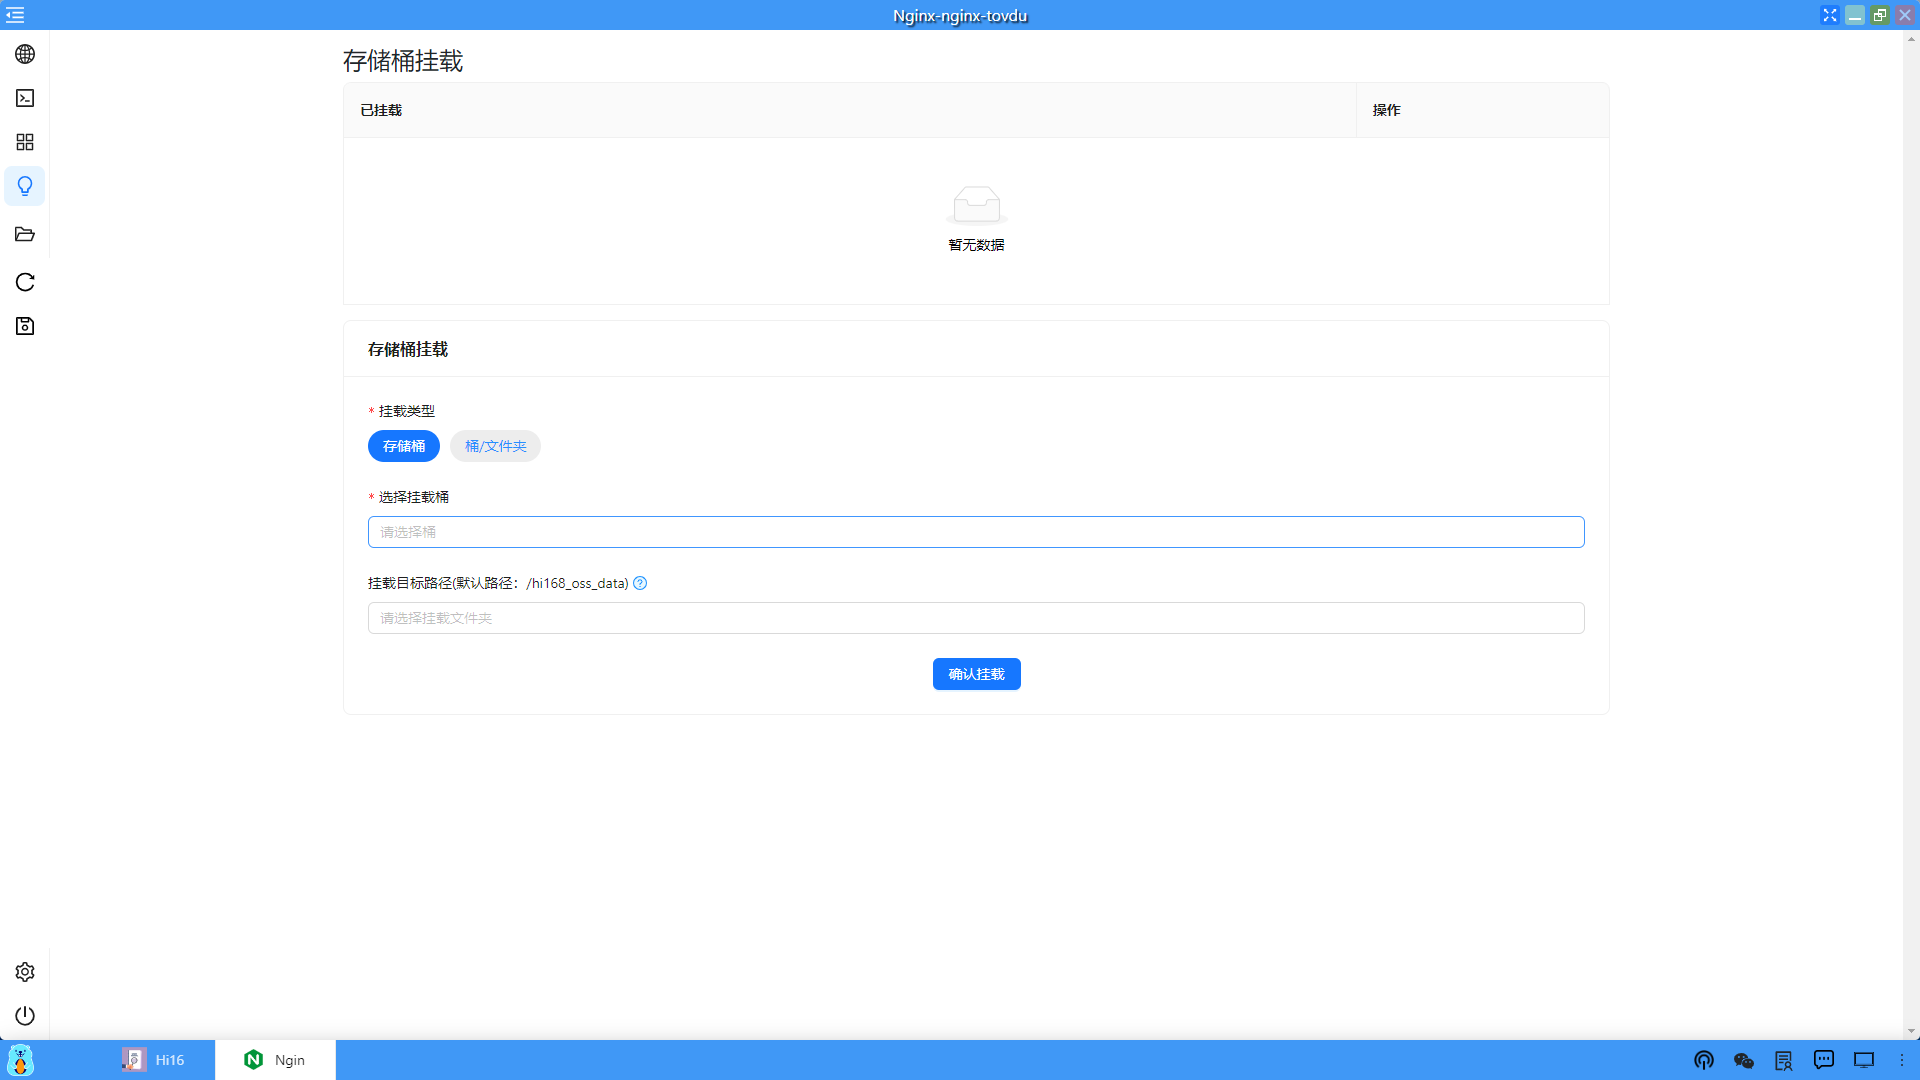 Nginx-nginx-tovdu
存储桶挂载
已挂载
操作
暂无数据
存储桶挂载
* 挂载类型
存储桶
桶/文件夹
* 选择挂载桶
请选择桶
挂载目标路径(默认路径：/hi168_oss_data)
请选择挂载文件夹
确认挂载
Hi16
Ngin